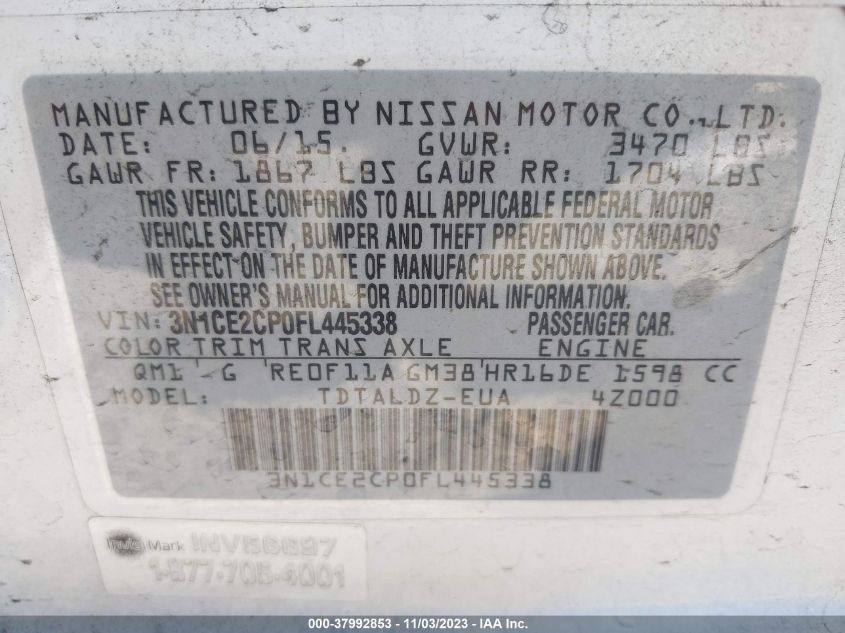 MANUFACTURED BY NISSAN MOTOR CO., LTD.
DATE: 06/15. GVWR: 3470 LBS
GAWR FR: 1867 LBS GAWR RR: 1704 LBS
THIS VEHICLE CONFORMS TO ALL APPLICABLE FEDERAL MOTOR
VEHICLE SAFETY, BUMPER AND THEFT PREVENTION STANDARDS
IN EFFECT ON THE DATE OF MANUFACTURE SHOWN ABOVE.
SEE OWNER'S MANUAL FOR ADDITIONAL INFORMATION.
VIN: 3N1CE2CP0FL445338 PASSENGER CAR.
COLOR TRIM TRANS AXLE ENGINE
QM1 G RE0F11A GM38 HR16DE 1598 CC
MODEL: TDTALDZ-EUA 4Z000
3N1CE2CP0FL445338
Mark
1-877-705-4001
000-37992853 | 11/03/2023 - IAA Inc.